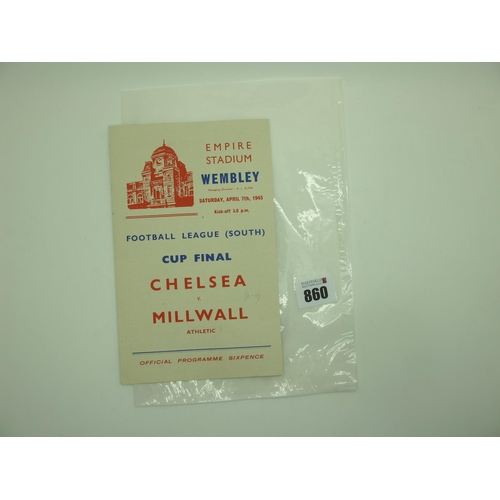 EMPIRE
STADIUM
WEMBLEY
SATURDAY, APRIL 7th, 1945
Kick-off 3.0 p.m.
FOOTBALL LEAGUE (SOUTH)
CUP FINAL
CHELSEA
v.
MILLWALL
ATHLETIC
OFFICIAL PROGRAMME SIXPENCE
860